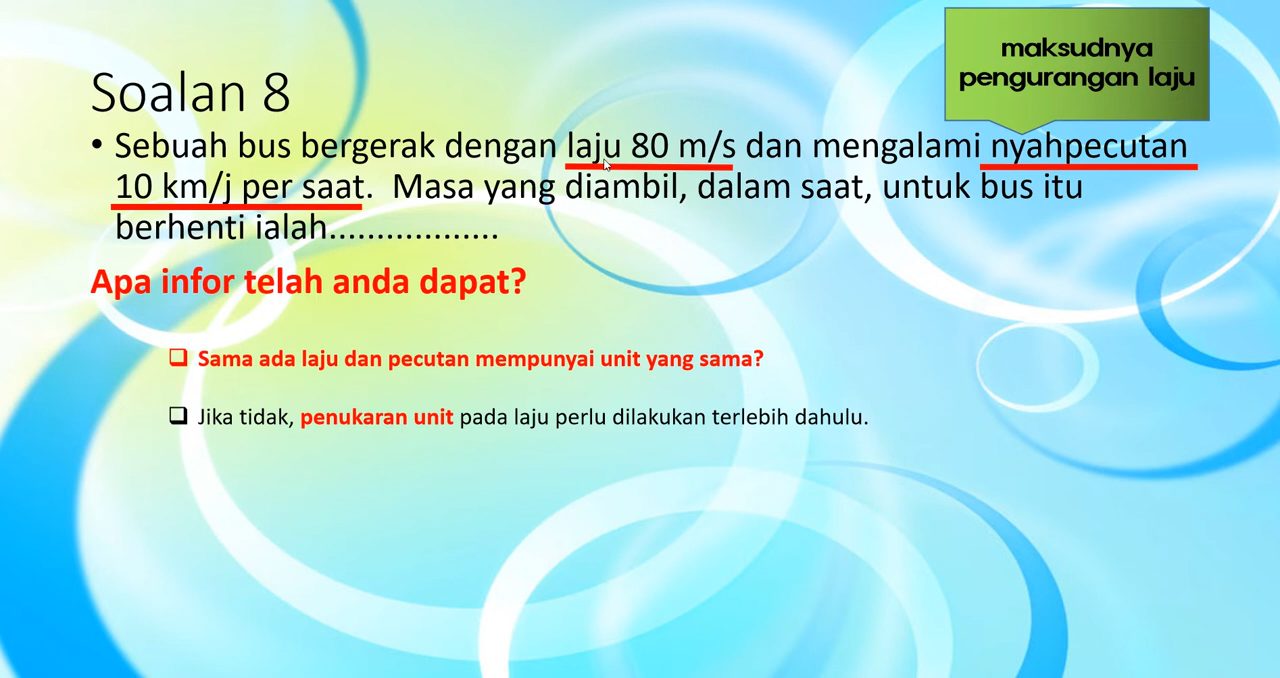 maksudnya
pengurangan laju
Soalan 8
• Sebuah bus bergerak dengan laju 80 m/s dan mengalami nyahpecutan
10 km/j per saat.  Masa yang diambil, dalam saat, untuk bus itu
berhenti ialah..................
Apa infor telah anda dapat?
❑ Sama ada laju dan pecutan mempunyai unit yang sama?
❑ Jika tidak, penukaran unit pada laju perlu dilakukan terlebih dahulu.